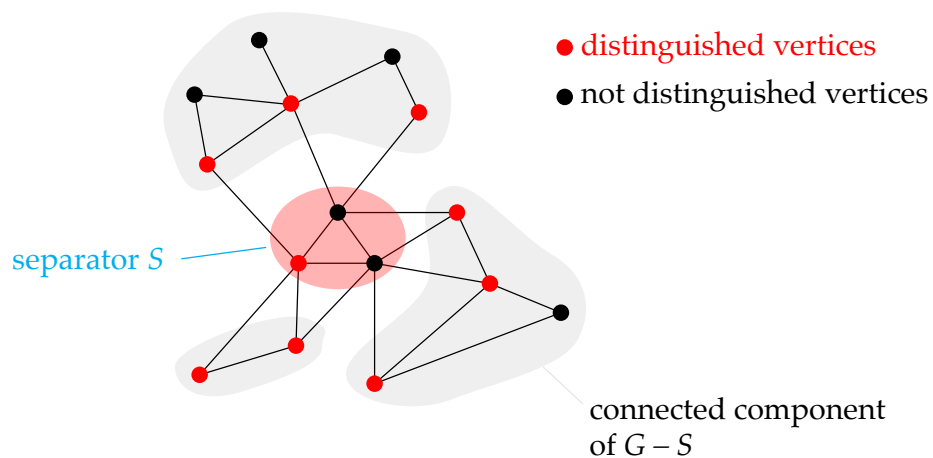 distinguished vertices
not distinguished vertices
separator S
connected component
of G – S